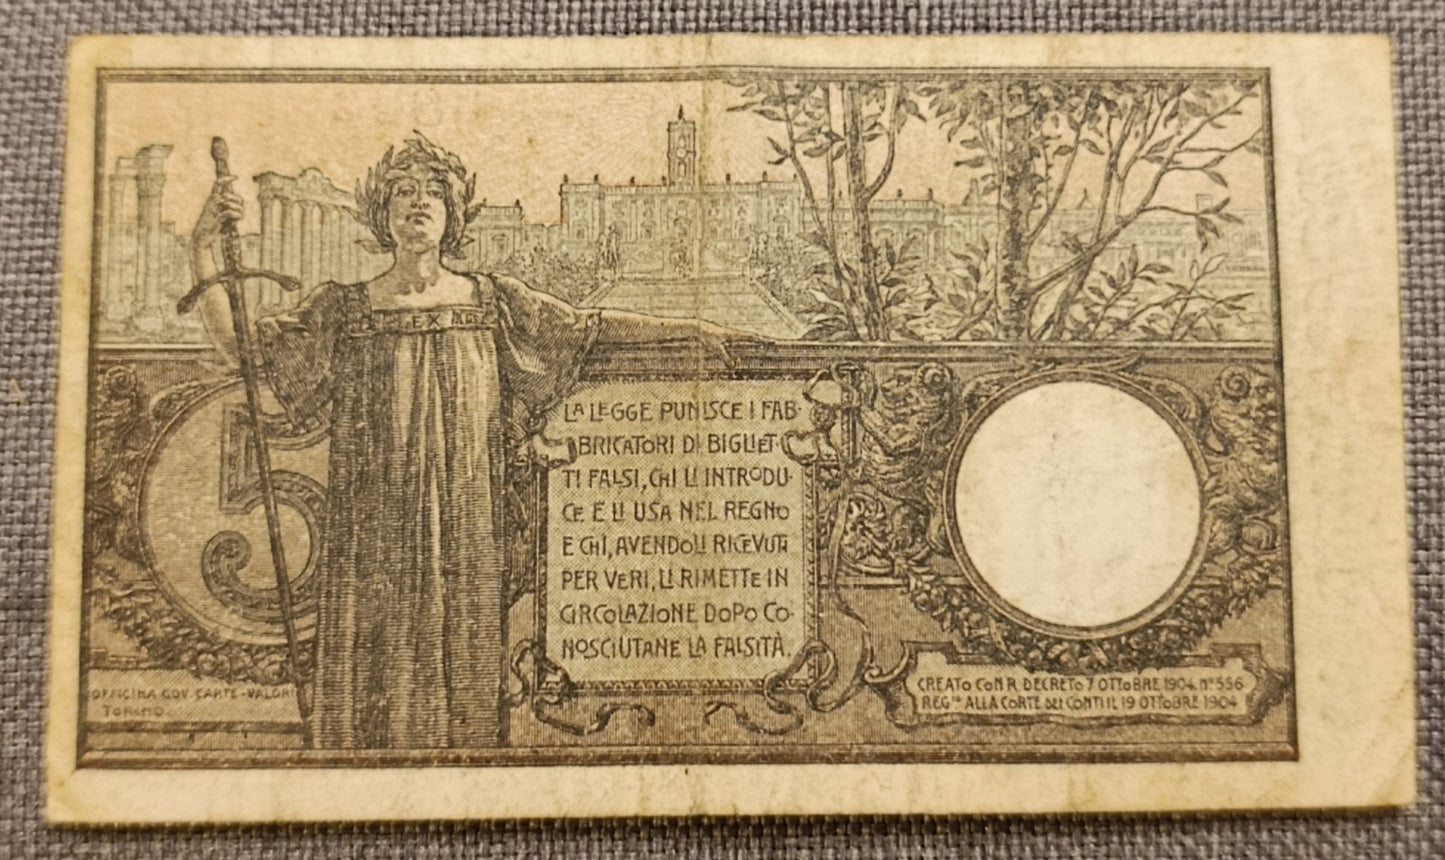 LEX
5
LA LEGGE PUNISCE I FAB-
BRICATORI DI BIGLIET-
TI FALSI, CHI LI INTRODU-
CE E LI USA NEL REGNO
E CHI, AVENDOLI RICEVUTI
PER VERI, LI RIMETTE IN
CIRCOLAZIONE DOPO CO-
NOSCIUTANE LA FALSITÀ.
OFFICINA GOV. CARTE-VALORI
TORINO
CREATO CON R. DECRETO 7 OTTOBRE 1904. Nº 556
REG.TO ALLA CORTE DEI CONTI IL 19 OTTOBRE 1904